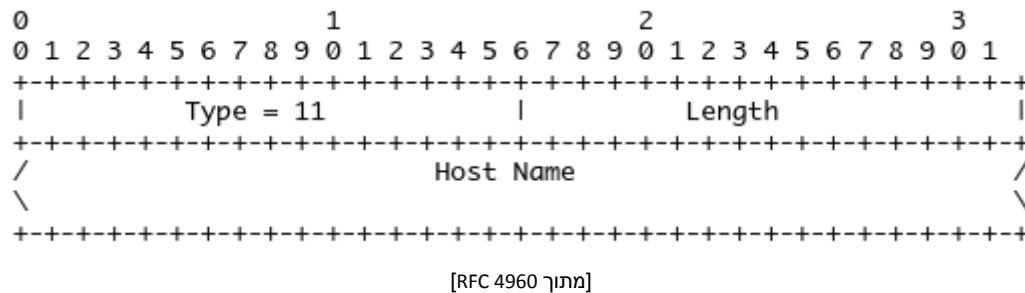 0                   1                   2                   3
0 1 2 3 4 5 6 7 8 9 0 1 2 3 4 5 6 7 8 9 0 1 2 3 4 5 6 7 8 9 0 1
+-+-+-+-+-+-+-+-+-+-+-+-+-+-+-+-+-+-+-+-+-+-+-+-+-+-+-+-+-+-+-+-+
|          Type = 11            |          Length               |
+-+-+-+-+-+-+-+-+-+-+-+-+-+-+-+-+-+-+-+-+-+-+-+-+-+-+-+-+-+-+-+-+
/                          Host Name                            /
\                                                               \
+-+-+-+-+-+-+-+-+-+-+-+-+-+-+-+-+-+-+-+-+-+-+-+-+-+-+-+-+-+-+-+-+
[מתוך RFC 4960]